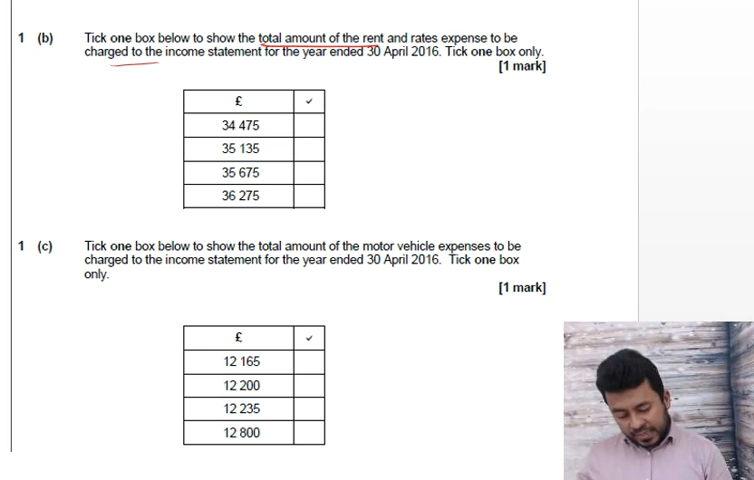 1 (b) Tick one box below to show the total amount of the rent and rates expense to be
charged to the income statement for the year ended 30 April 2016. Tick one box only.
[1 mark]
£ ✓
34 475
35 135
35 675
36 275
1 (c) Tick one box below to show the total amount of the motor vehicle expenses to be
charged to the income statement for the year ended 30 April 2016. Tick one box
only.
[1 mark]
£ ✓
12 165
12 200
12 235
12 800